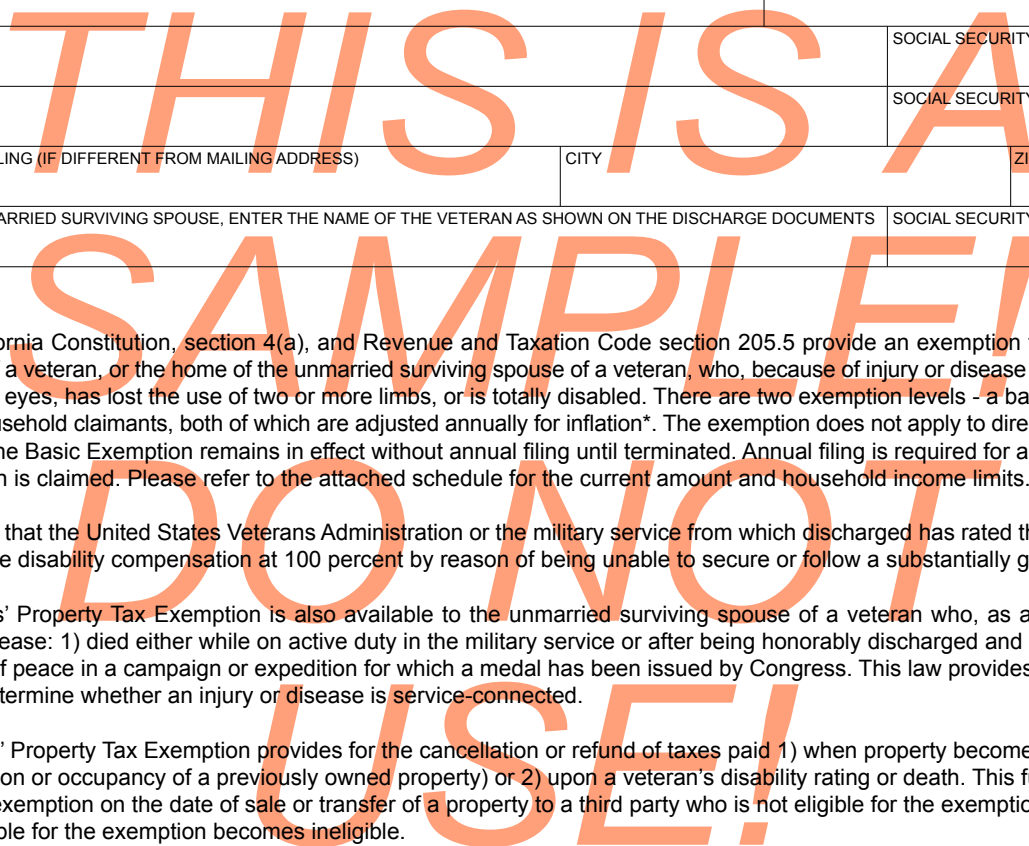 SOCIAL SECURITY
SOCIAL SECURITY
LING (IF DIFFERENT FROM MAILING ADDRESS) CITY ZI
ARRIED SURVIVING SPOUSE, ENTER THE NAME OF THE VETERAN AS SHOWN ON THE DISCHARGE DOCUMENTS SOCIAL SECURITY
THIS IS A
SAMPLE!
DO NOT
USE!
ornia Constitution, section 4(a), and Revenue and Taxation Code section 205.5 provide an exemption
a veteran, or the home of the unmarried surviving spouse of a veteran, who, because of injury or disease
eyes, has lost the use of two or more limbs, or is totally disabled. There are two exemption levels - a ba
usehold claimants, both of which are adjusted annually for inflation*. The exemption does not apply to dire
he Basic Exemption remains in effect without annual filing until terminated. Annual filing is required for a
n is claimed. Please refer to the attached schedule for the current amount and household income limits.
that the United States Veterans Administration or the military service from which discharged has rated th
e disability compensation at 100 percent by reason of being unable to secure or follow a substantially g
s' Property Tax Exemption is also available to the unmarried surviving spouse of a veteran who, as a
ease: 1) died either while on active duty in the military service or after being honorably discharged and
f peace in a campaign or expedition for which a medal has been issued by Congress. This law provides
termine whether an injury or disease is service-connected.
' Property Tax Exemption provides for the cancellation or refund of taxes paid 1) when property become
on or occupancy of a previously owned property) or 2) upon a veteran's disability rating or death. This f
exemption on the date of sale or transfer of a property to a third party who is not eligible for the exemptio
ble for the exemption becomes ineligible.